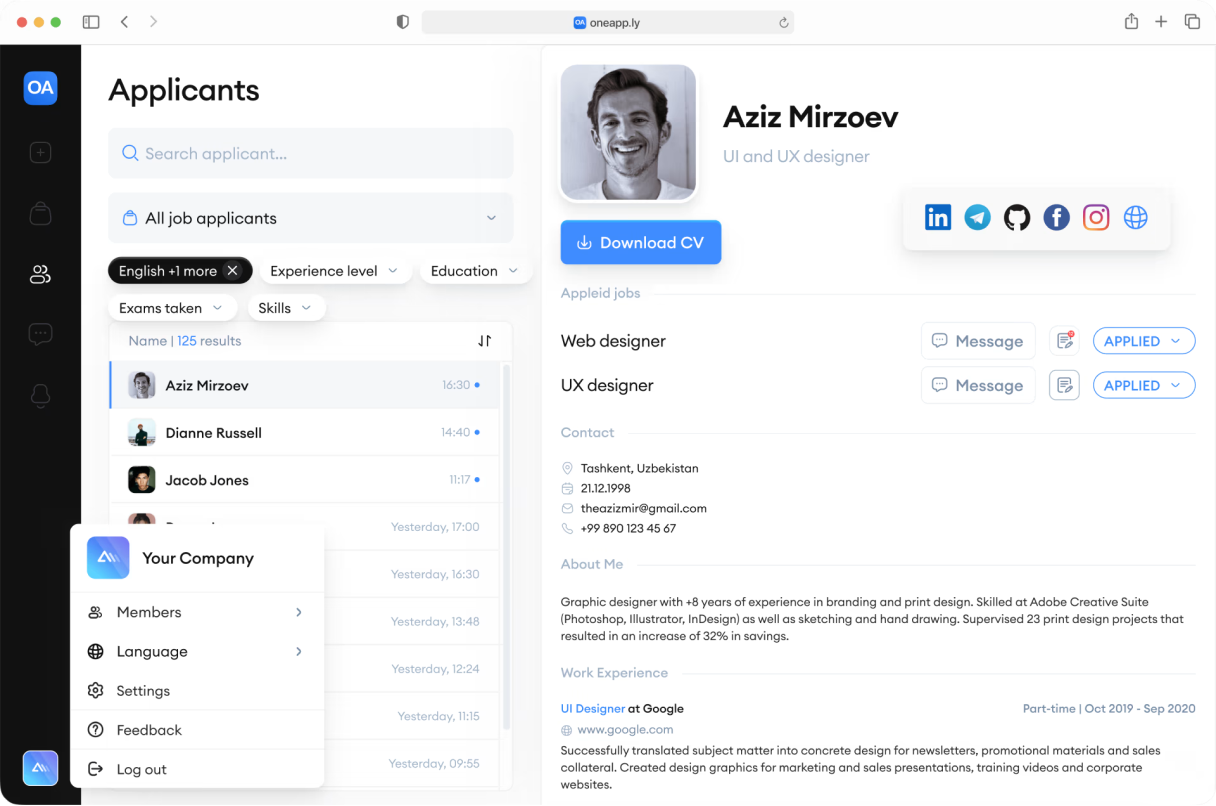 OA oneapp.ly
OA
Applicants
Search applicant...
All job applicants
English +1 more
Experience level
Education
Exams taken
Skills
Name | 125 results
Aziz Mirzoev 16:30
Dianne Russell 14:40
Jacob Jones 11:17
Yesterday, 17:00
Yesterday, 16:30
Yesterday, 13:48
Yesterday, 12:24
Yesterday, 11:15
Yesterday, 09:55
Your Company
Members
Language
Settings
Feedback
Log out
Aziz Mirzoev
UI and UX designer
in
Download CV
Appleid jobs
Web designer Message APPLIED
UX designer Message APPLIED
Contact
Tashkent, Uzbekistan
21.12.1998
theazizmir@gmail.com
+99 890 123 45 67
About Me
Graphic designer with +8 years of experience in branding and print design. Skilled at Adobe Creative Suite
(Photoshop, Illustrator, InDesign) as well as sketching and hand drawing. Supervised 23 print design projects that
resulted in an increase of 32% in savings.
Work Experience
UI Designer at Google Part-time | Oct 2019 - Sep 2020
www.google.com
Successfully translated subject matter into concrete design for newsletters, promotional materials and sales
collateral. Created design graphics for marketing and sales presentations, training videos and corporate
websites.